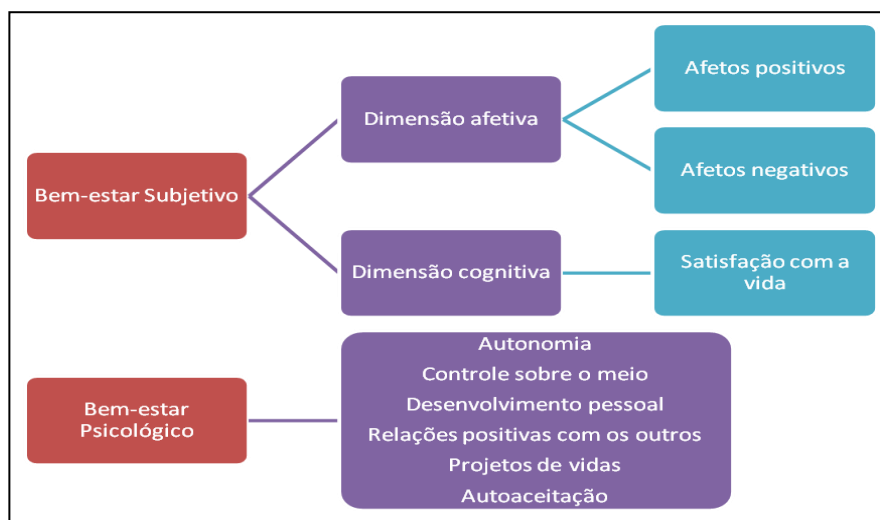 Bem-estar Subjetivo
Dimensão afetiva
Afetos positivos
Afetos negativos
Dimensão cognitiva
Satisfação com a
vida
Bem-estar
Psicológico
Autonomia
Controle sobre o meio
Desenvolvimento pessoal
Relações positivas com os outros
Projetos de vidas
Autoaceitação